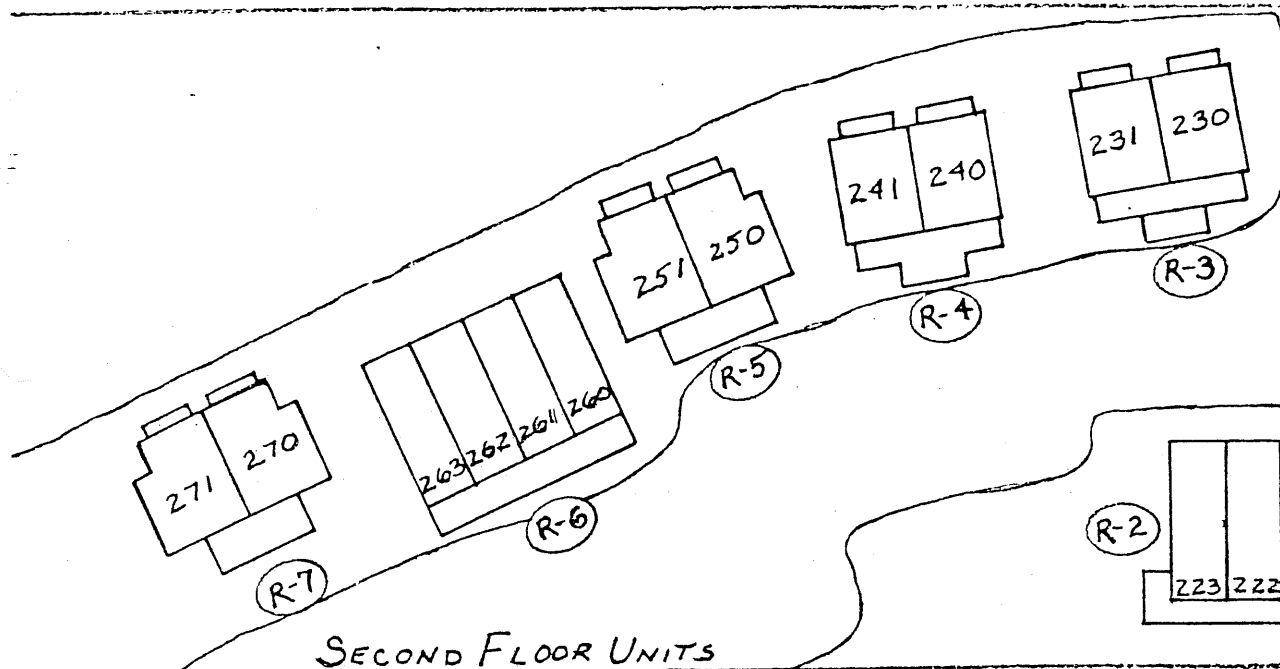 231 230
241 240
R-3
251 250
R-4
R-5
263 262 261 260
271 270
R-6
R-2
R-7
223 222
SECOND FLOOR UNITS